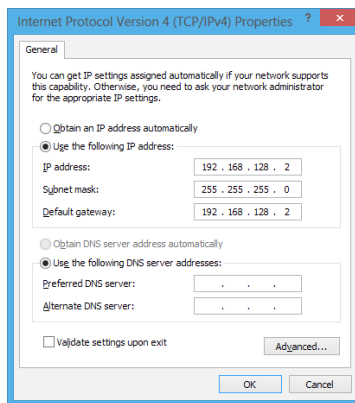 Internet Protocol Version 4 (TCP/IPv4) Properties ? ×
General
You can get IP settings assigned automatically if your network supports
this capability. Otherwise, you need to ask your network administrator
for the appropriate IP settings.
Obtain an IP address automatically
Use the following IP address:
IP address: 192 . 168 . 128 . 2
Subnet mask: 255 . 255 . 255 . 0
Default gateway: 192 . 168 . 128 . 2
Obtain DNS server address automatically
Use the following DNS server addresses:
Preferred DNS server: . . .
Alternate DNS server: . . .
Validate settings upon exit
Advanced...
OK Cancel